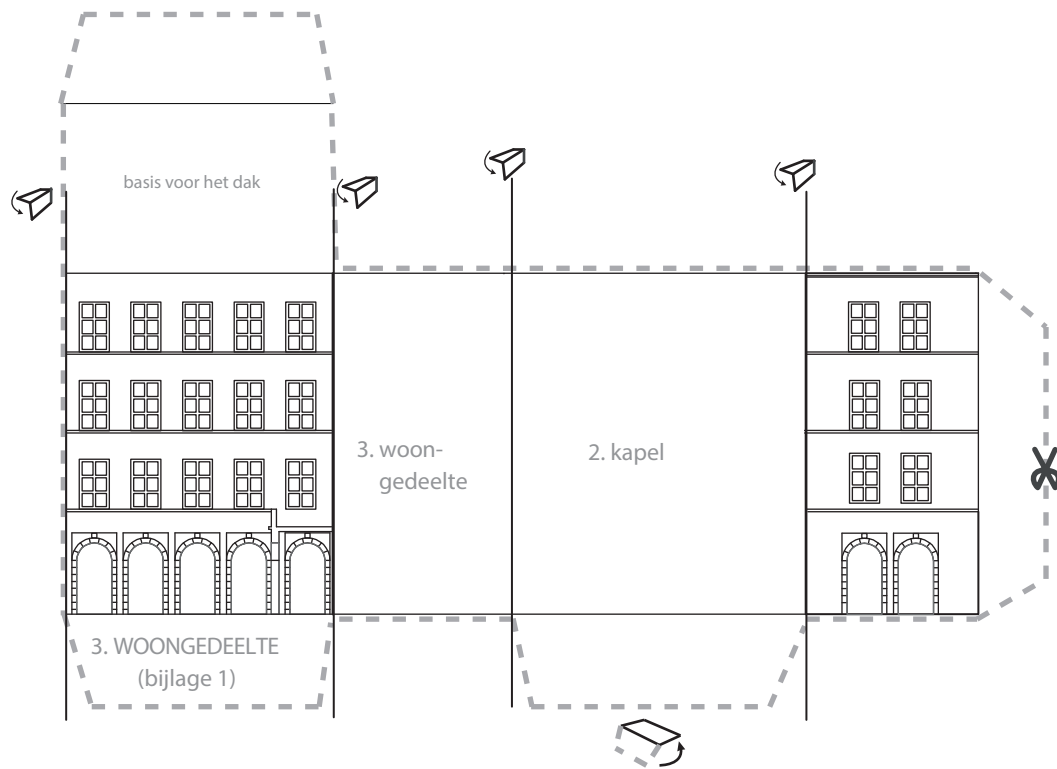 basis voor het dak
3. woon-
gedeelte
2. kapel
3. WOONGEDEELTE
(bijlage 1)